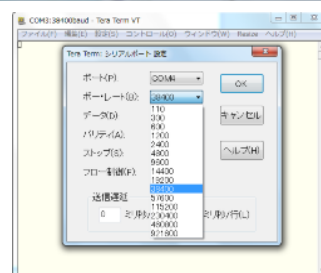 COM3:38400baud - Tera Term VT
ファイル(F) 編集(E) 設定(S) コントロール(O) ウィンドウ(W) Resize ヘルプ(H)
Tera Term: シリアルポート 設定
ポート(P):
OK
ボー・レート(B): 38400
110
データ(D) 300
キャンセル
600
パリティ(A): 1200
2400
ストップ(S): 4800
ヘルプ(H)
9600
フロー制御(F): 14400
19200
38400
送信遅延 57600
115200
0 ミリ秒/ 230400 ミリ秒/行(L)
460800
921600